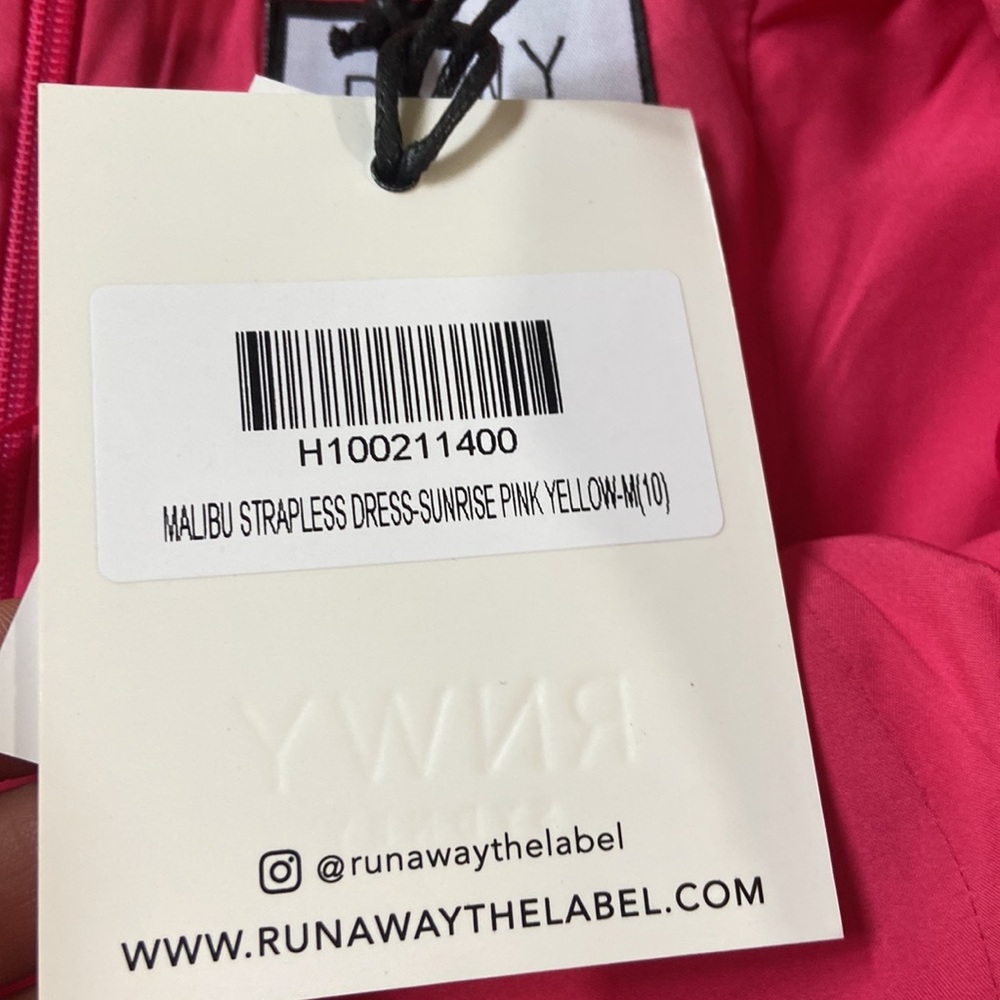 H100211400
MALIBU STRAPLESS DRESS-SUNRISE PINK YELLOW-M(10)
RNWY
@runawaythelabel
WWW.RUNAWAYTHELABEL.COM